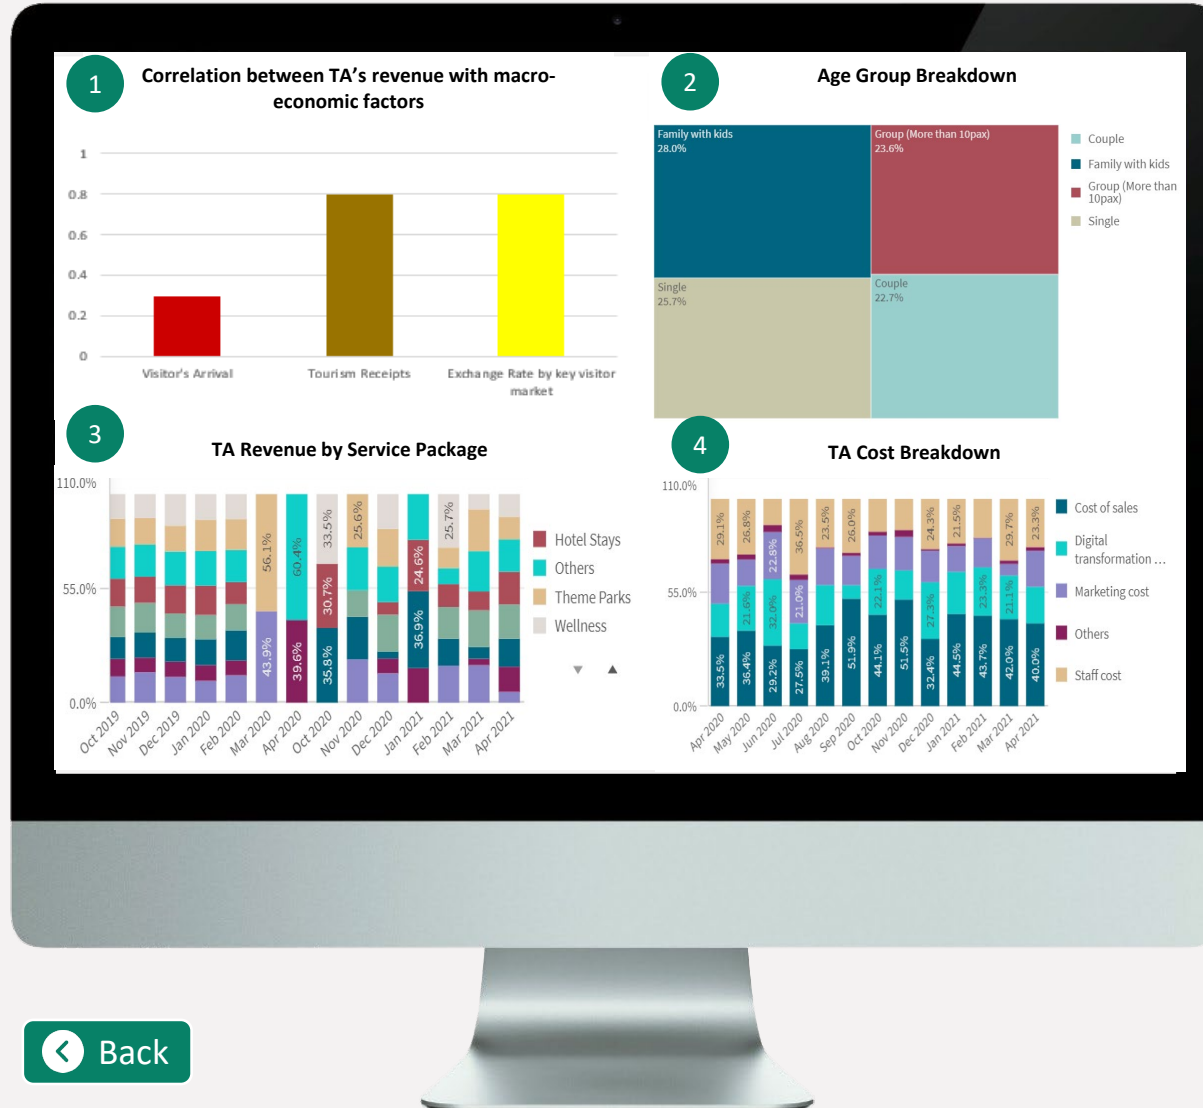 1
Correlation between TA's revenue with macro-
economic factors
1
0.8
0.6
0.4
0.2
0
Visitor's Arrival
Tourism Receipts
Exchange Rate by key visitor
market
2
Age Group Breakdown
Family with kids
28.0%
Group (More than 10pax)
23.6%
Single
25.7%
Couple
22.7%
Couple
Family with kids
Group (More than
10pax)
Single
3
TA Revenue by Service Package
110.0%
55.0%
0.0%
56.1%
43.9%
60.4%
39.6%
33.5%
30.7%
35.8%
25.6%
24.6%
36.9%
25.7%
Oct 2019
Nov 2019
Dec 2019
Jan 2020
Feb 2020
Mar 2020
Apr 2020
Oct 2020
Nov 2020
Dec 2020
Jan 2021
Feb 2021
Mar 2021
Apr 2021
Hotel Stays
Others
Theme Parks
Wellness
4
TA Cost Breakdown
110.0%
55.0%
0.0%
29.1%
33.5%
26.8%
21.6%
36.4%
22.8%
32.0%
29.2%
36.5%
21.0%
27.5%
23.5%
39.1%
26.0%
51.9%
22.1%
44.1%
51.5%
24.3%
27.3%
32.4%
21.5%
44.5%
23.3%
43.7%
29.7%
21.1%
42.0%
23.3%
40.0%
Apr 2020
May 2020
Jun 2020
Jul 2020
Aug 2020
Sep 2020
Oct 2020
Nov 2020
Dec 2020
Jan 2021
Feb 2021
Mar 2021
Apr 2021
Cost of sales
Digital
transformation ...
Marketing cost
Others
Staff cost
Back